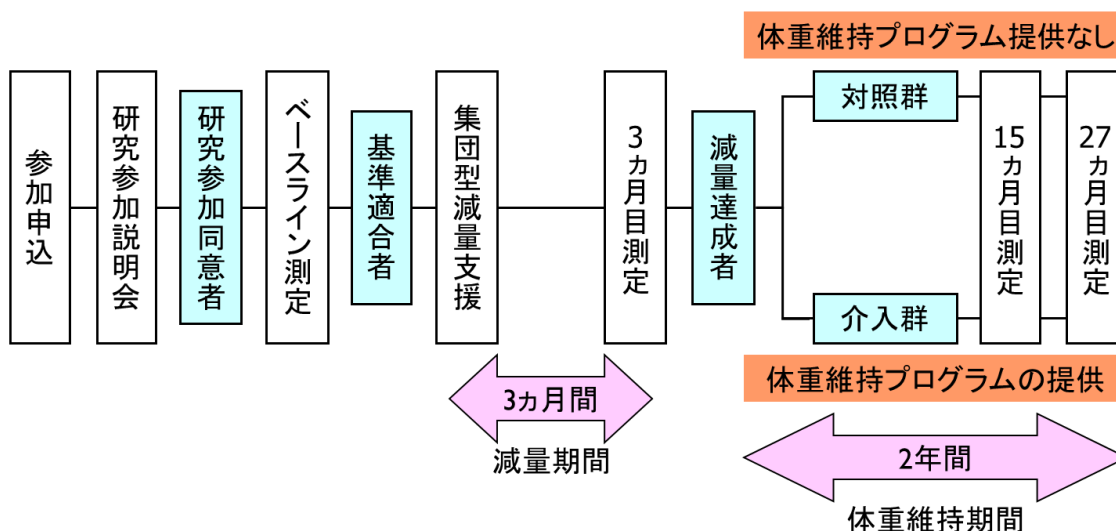 体重維持プログラム提供なし
参加申込
研究参加説明会
研究参加同意者
ベースライン測定
基準適合者
集団型減量支援
3ヵ月目測定
減量達成者
対照群
介入群
15ヵ月目測定
27ヵ月目測定
体重維持プログラムの提供
3ヵ月間
減量期間
2年間
体重維持期間